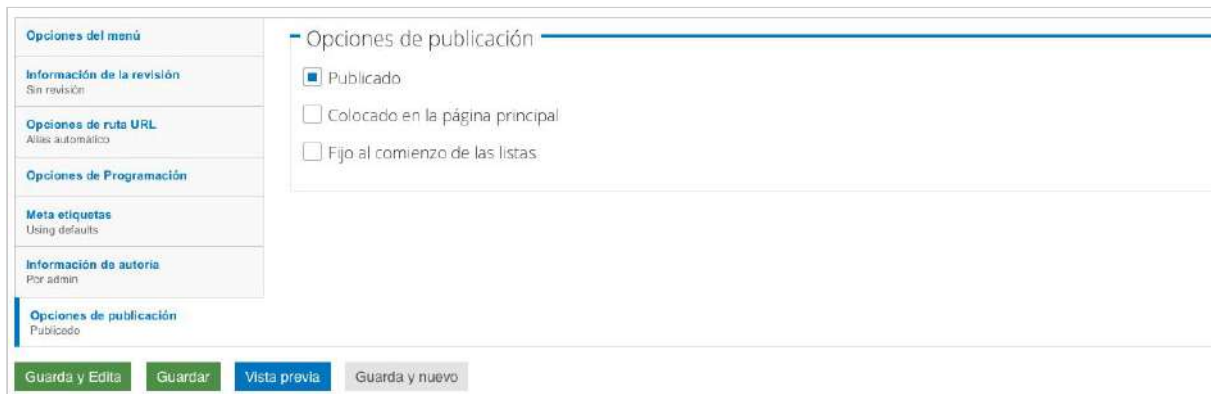 Opciones del menú
Información de la revisión
Sin revisión
Opciones de ruta URL
Alias automático
Opciones de Programación
Meta etiquetas
Using defaults
Información de autoría
Por admin
Opciones de publicación
Publicado
Opciones de publicación
Publicado
Colocado en la página principal
Fijo al comienzo de las listas
Guarda y Edita
Guardar
Vista previa
Guarda y nuevo